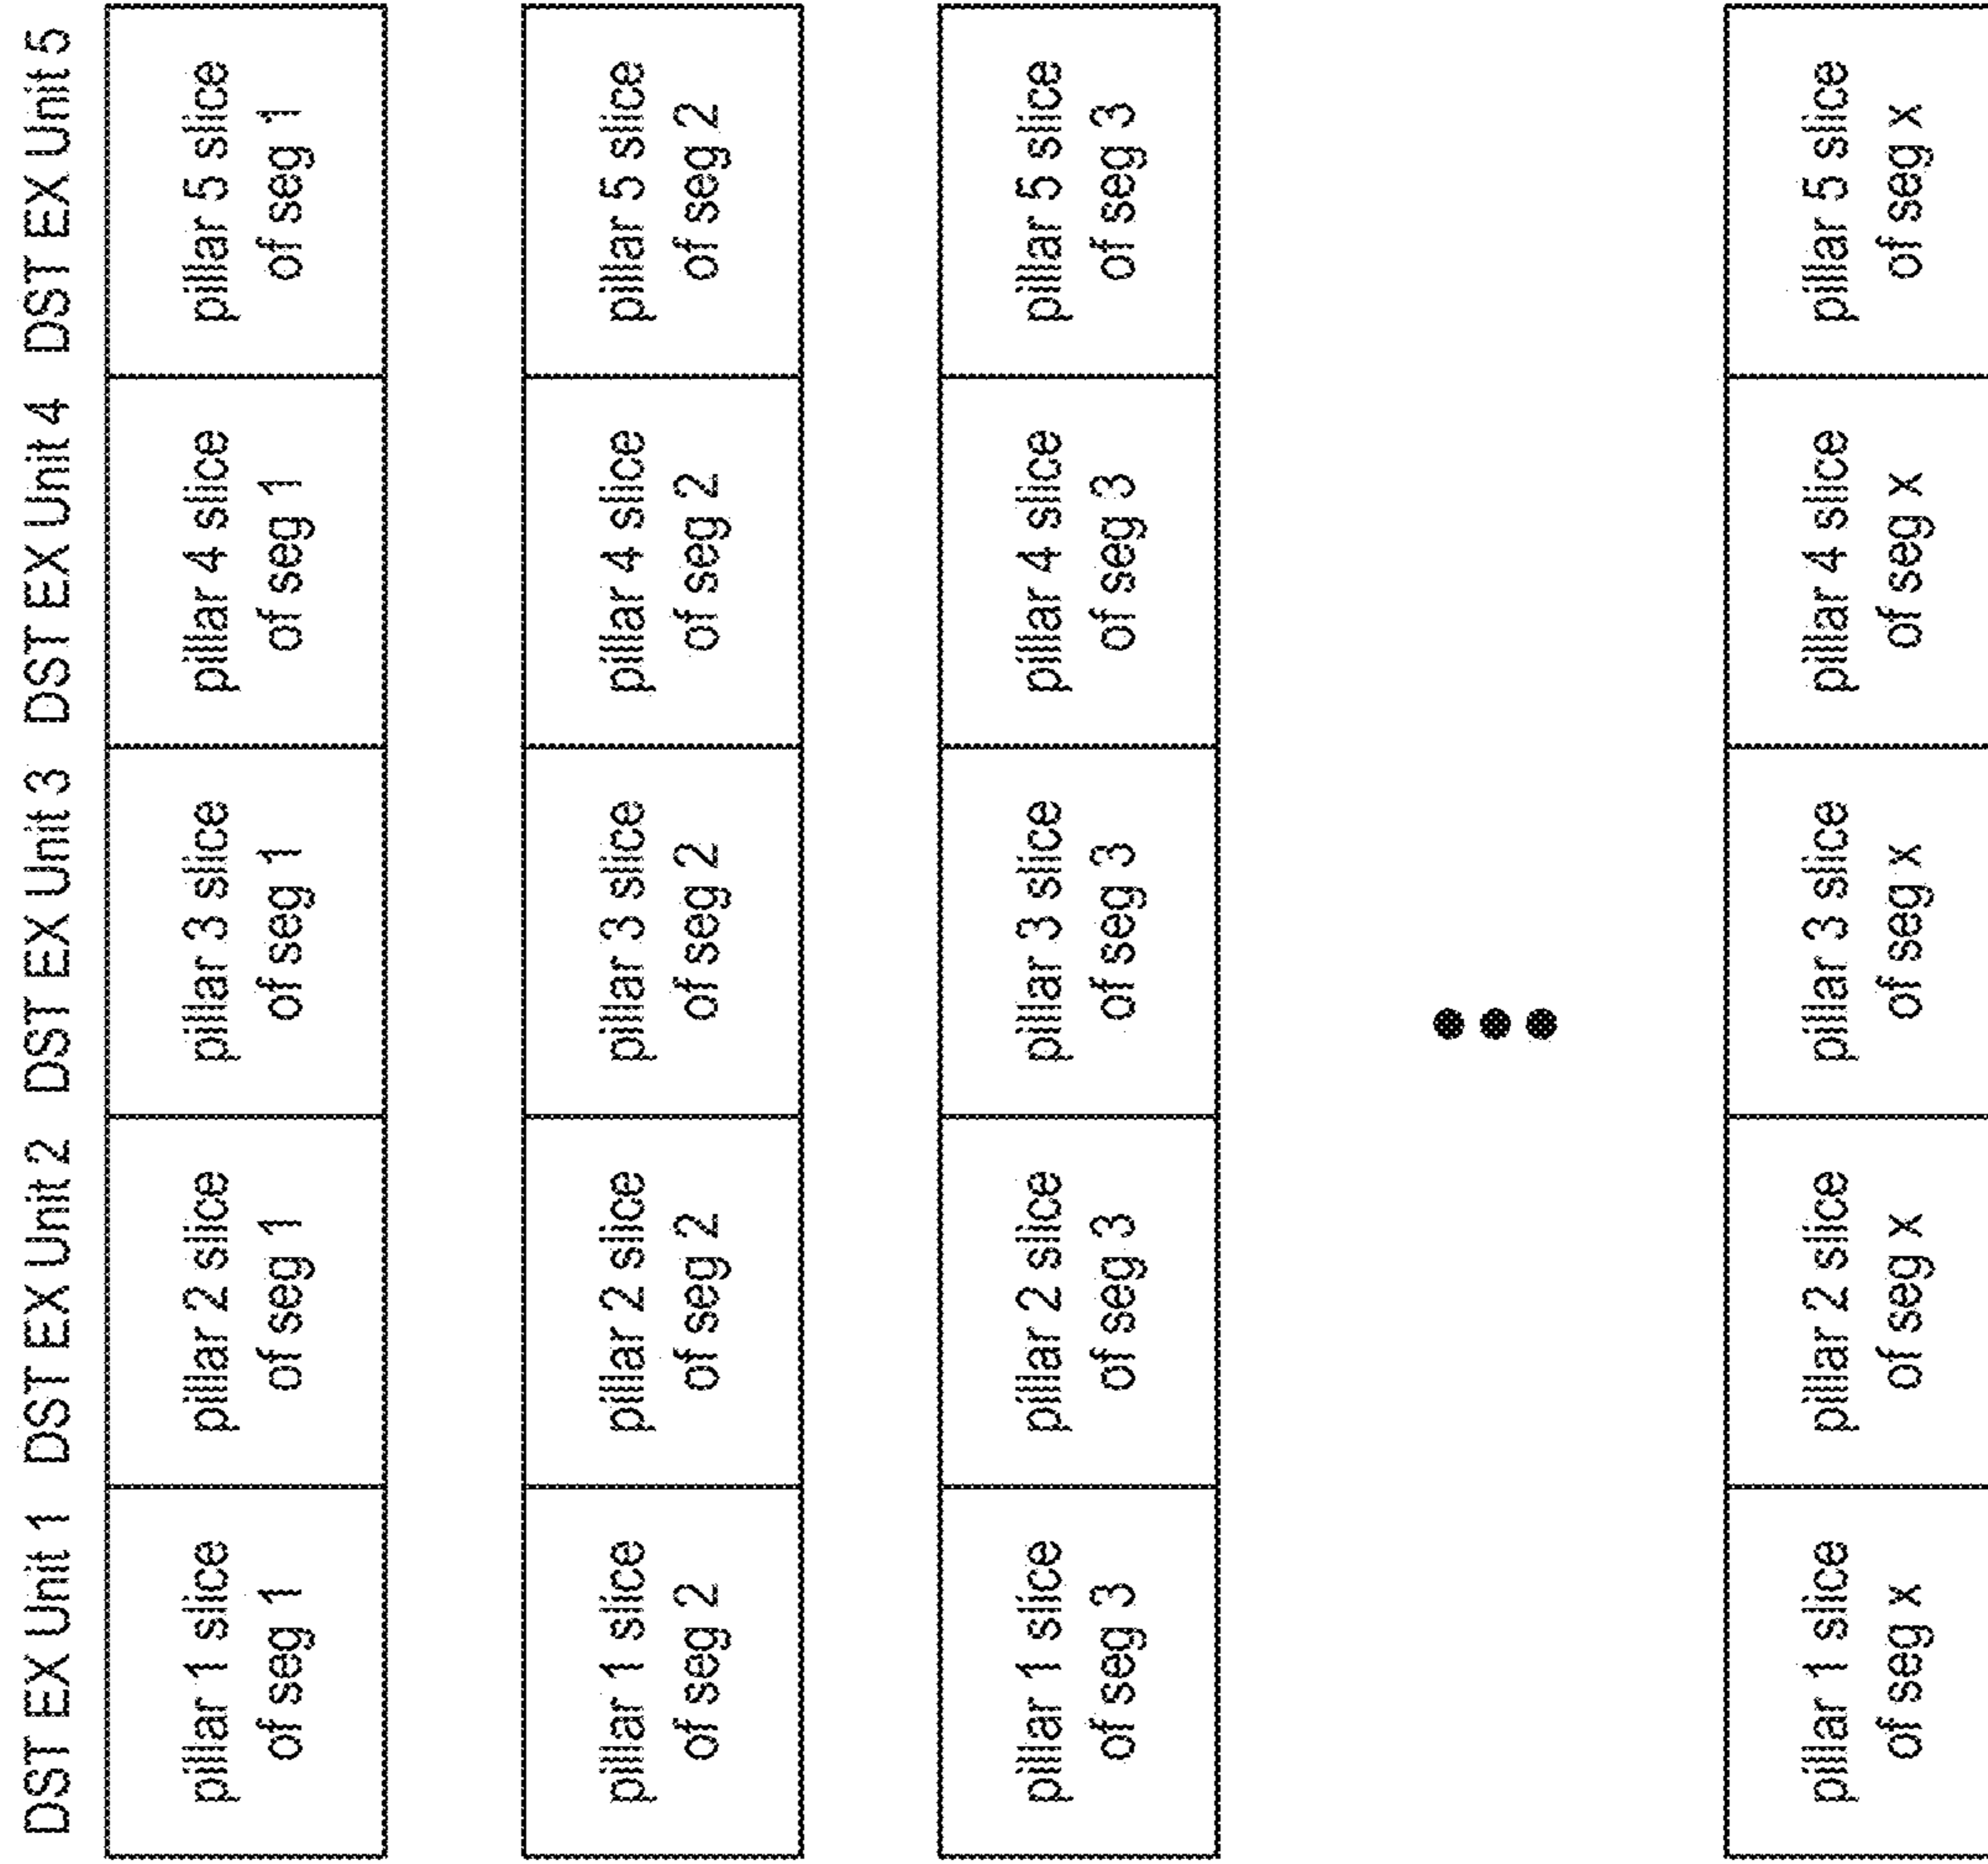 DST EX Unit 1 DST EX Unit 2 DST EX Unit 3 DST EX Unit 4 DST EX Unit 5
pillar 1 slice
of seg 1
pillar 2 slice
of seg 1
pillar 3 slice
of seg 1
pillar 4 slice
of seg 1
pillar 5 slice
of seg 1
pillar 1 slice
of seg 2
pillar 2 slice
of seg 2
pillar 3 slice
of seg 2
pillar 4 slice
of seg 2
pillar 5 slice
of seg 2
pillar 1 slice
of seg 3
pillar 2 slice
of seg 3
pillar 3 slice
of seg 3
pillar 4 slice
of seg 3
pillar 5 slice
of seg 3
pillar 1 slice
of seg x
pillar 2 slice
of seg x
pillar 3 slice
of seg x
pillar 4 slice
of seg x
pillar 5 slice
of seg x